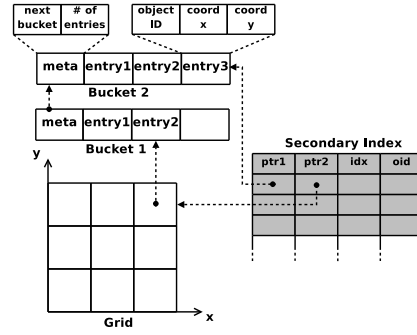 next bucket
# of entries
object ID
coord x
coord y
meta entry1 entry2 entry3
Bucket 2
meta entry1 entry2
Bucket 1
y
Secondary Index
ptr1 ptr2 idx oid
x
Grid